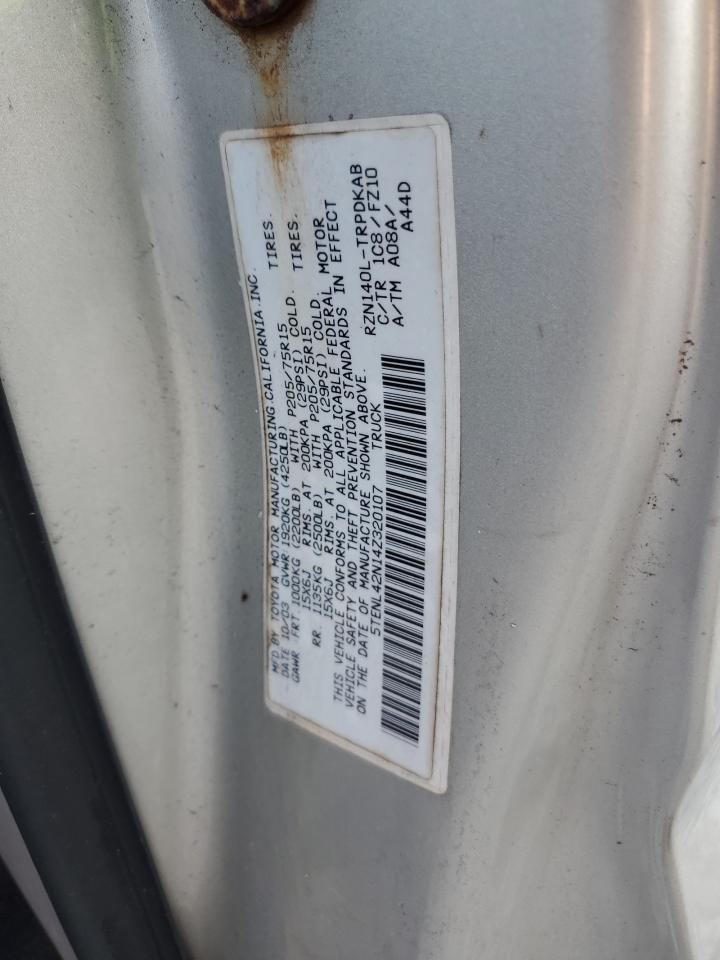 MFD BY TOYOTA MOTOR MANUFACTURING.CALIFORNIA.INC.
DATE 10/03 GVWR 1920KG (4250LB)
GAWR FRT.1000KG (2200LB) WITH P205/75R15 TIRES.
15X6J RIMS. AT 200KPA (29PSI) COLD.
RR. 1135KG (2500LB) WITH P205/75R15 TIRES.
15X6J RIMS. AT 200KPA (29PSI) COLD.
THIS VEHICLE CONFORMS TO ALL APPLICABLE FEDERAL MOTOR
VEHICLE SAFETY AND THEFT PREVENTION STANDARDS IN EFFECT
ON THE DATE OF MANUFACTURE SHOWN ABOVE.
5TENL42N14Z320107 TRUCK
RZN140L-TRPDKAB
C/TR 1C8/FZ10
A/TM A08A/
A44D